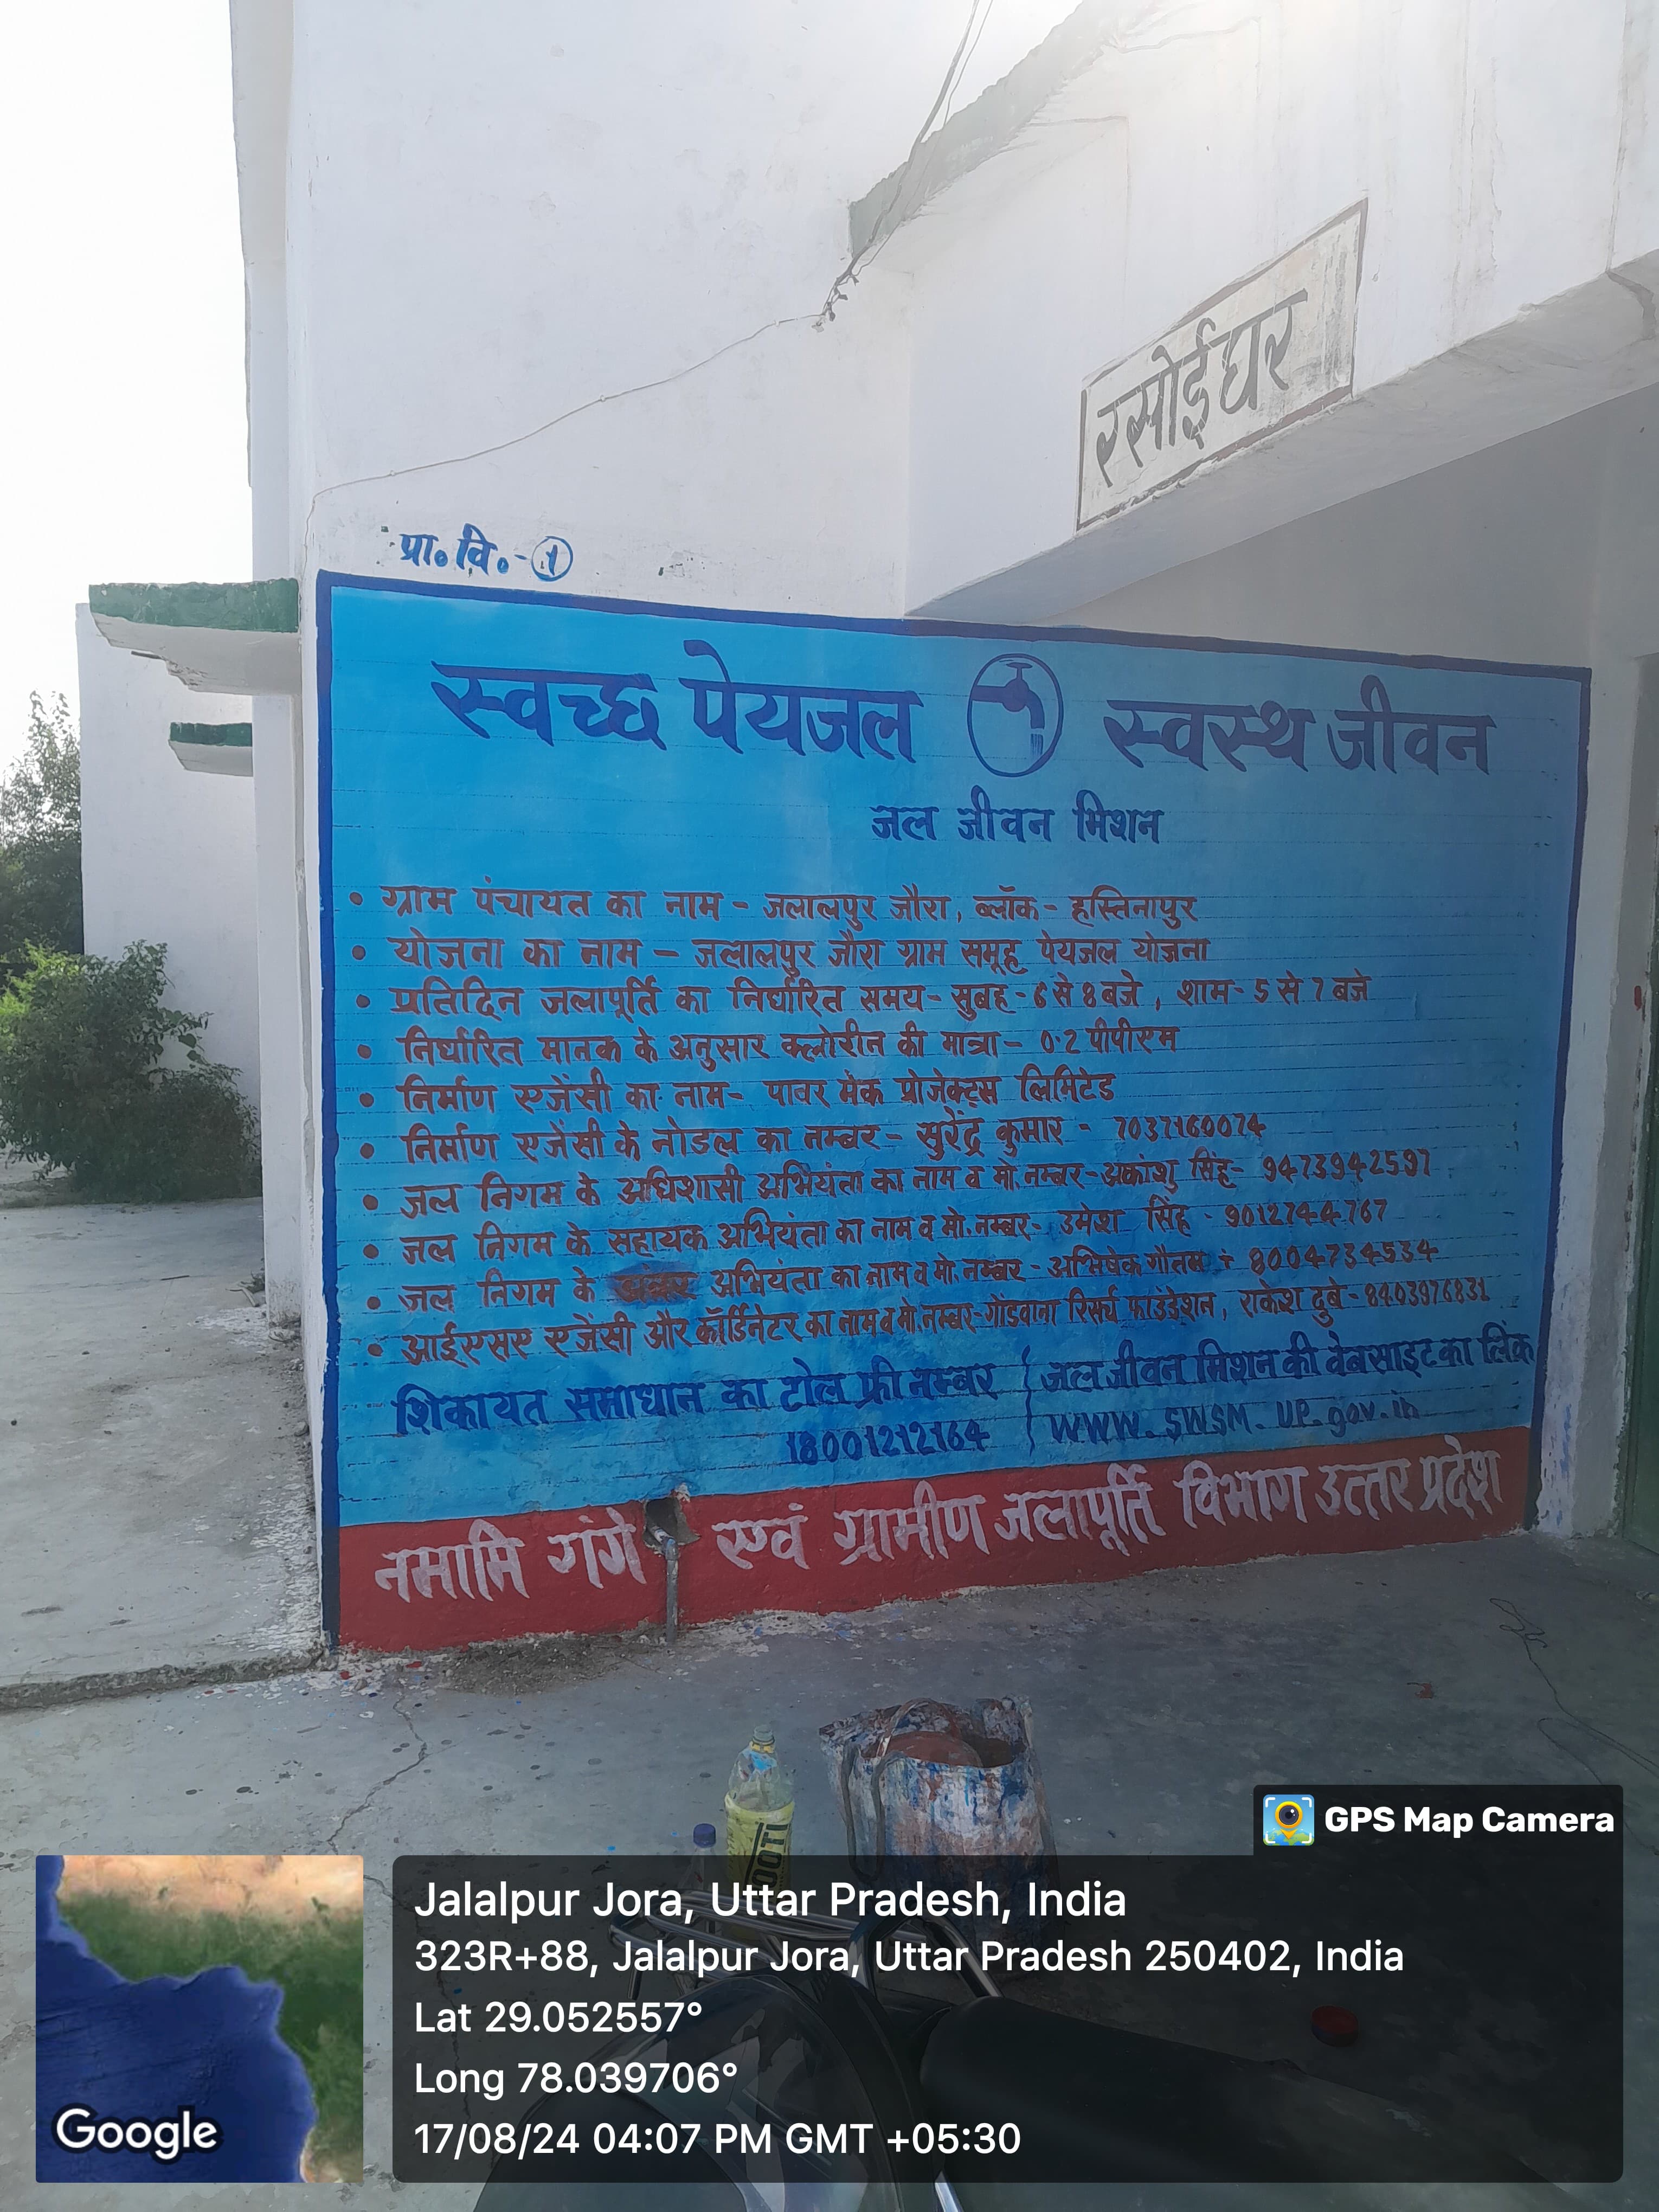 रसोईघर
प्रा॰ वि॰ - 1
स्वच्छ पेयजल स्वस्थ जीवन
जल जीवन मिशन
• ग्राम पंचायत का नाम - जलालपुर जौरा, ब्लॉक - हस्तिनापुर
• योजना का नाम - जलालपुर जौरा ग्राम समूह पेयजल योजना
• प्रतिदिन जलापूर्ति का निर्धारित समय - सुबह - 6 से 8 बजे, शाम - 5 से 7 बजे
• निर्धारित मानक के अनुसार क्लोरीन की मात्रा - 0.2 पीपीएम
• निर्माण एजेंसी का नाम - पावर मेक प्रोजेक्ट्स लिमिटेड
• निर्माण एजेंसी के नोडल का नम्बर - सुरेंद्र कुमार - 7037160074
• जल निगम के अधिशासी अभियंता का नाम व मो. नम्बर - अकांशु सिंह - 9473942597
• जल निगम के सहायक अभियंता का नाम व मो. नम्बर - उमेश सिंह - 9012744767
• जल निगम के अभियंता का नाम व मो. नम्बर - अभिषेक गौतम - 8004734534
• आईएसए एजेंसी और कॉर्डिनेटर का नाम व मो. नम्बर - गोंडवाना रिसर्च फाउंडेशन, राकेश दुबे - 8403976831
शिकायत समाधान का टोल फ्री नम्बर
18001212164
जल जीवन मिशन की वेबसाइट का लिंक
WWW.SWSM.UP.gov.in
नमामि गंगे एवं ग्रामीण जलापूर्ति विभाग उत्तर प्रदेश
GPS Map Camera
Jalalpur Jora, Uttar Pradesh, India
323R+88, Jalalpur Jora, Uttar Pradesh 250402, India
Lat 29.052557°
Long 78.039706°
17/08/24 04:07 PM GMT +05:30
Google